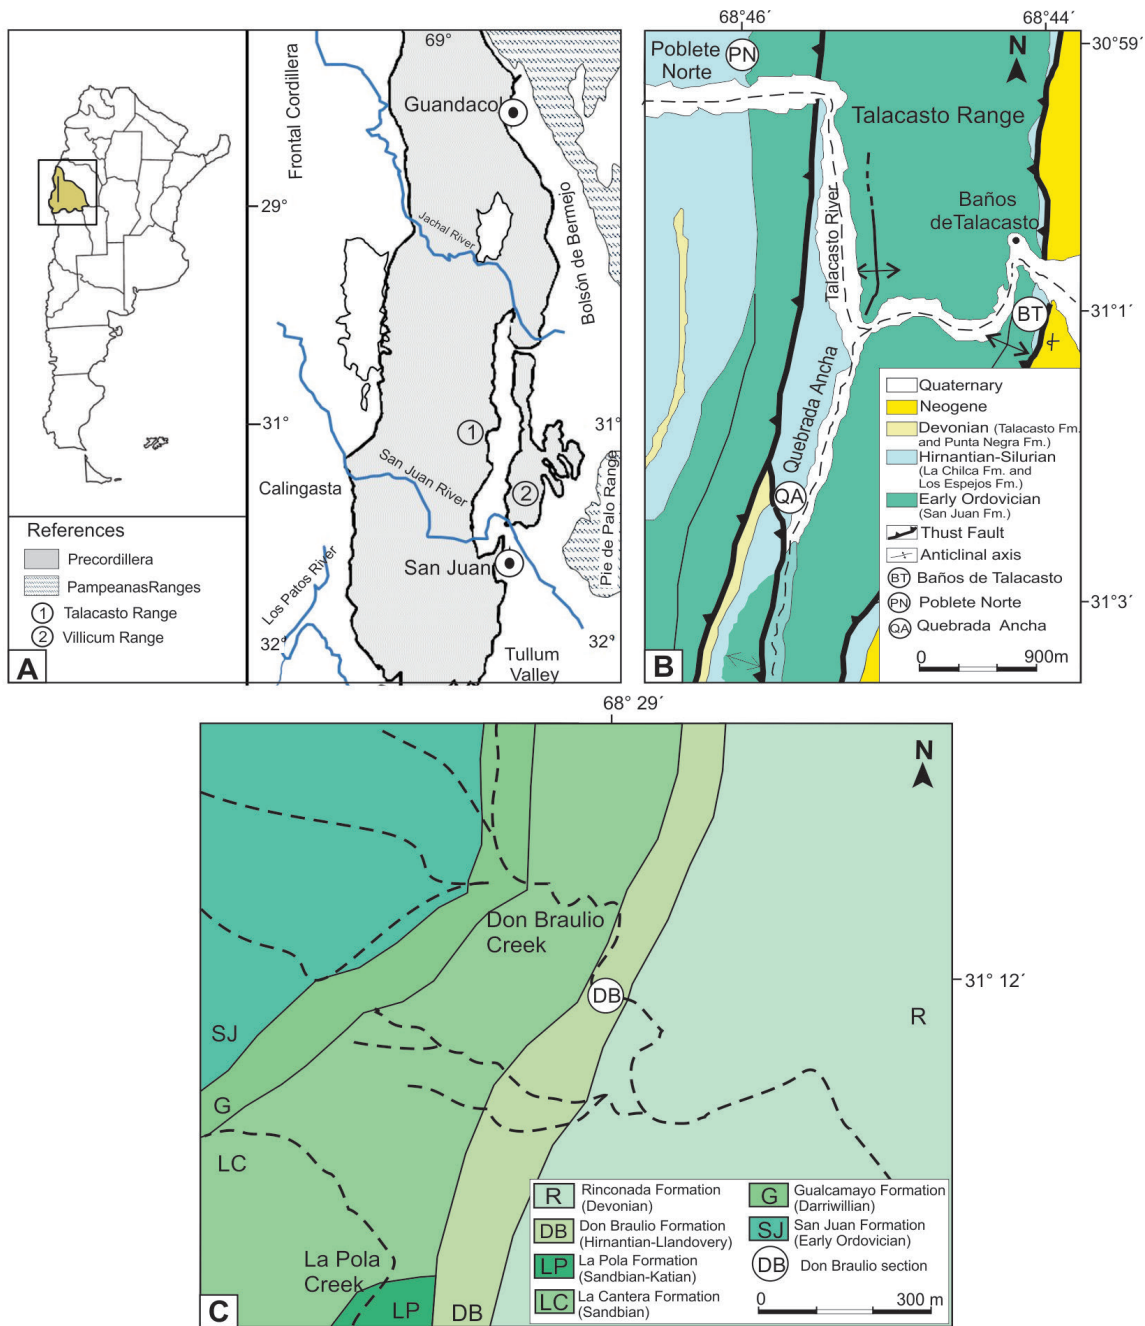 69°
Frontal Cordillera
Guandacol
Bolsón de Bermejo
29°
Jachal River
31°
31°
1
San Juan River
Calingasta
2
Pie de Palo Range
San Juan
Los Patos River
32°
32°
Tullum
Valley
References
Precordillera
PampeanasRanges
1 Talacasto Range
2 Villicum Range
A
68°46´
68°44´
30°59´
Poblete
Norte
PN
N
Talacasto Range
Talacasto River
Baños
deTalacasto
31°1´
BT
Quebrada Ancha
QA
31°3´
Quaternary
Neogene
Devonian (Talacasto Fm.
and Punta Negra Fm.)
Hirnantian-Silurian
(La Chilca Fm. and
Los Espejos Fm.)
Early Ordovician
(San Juan Fm.)
Thust Fault
Anticlinal axis
BT Baños de Talacasto
PN Poblete Norte
QA Quebrada Ancha
0 900m
B
68° 29´
N
Don Braulio
Creek
31° 12´
DB
R
SJ
G
LC
La Pola
Creek
LP
DB
R Rinconada Formation
(Devonian)
DB Don Braulio Formation
(Hirnantian-Llandovery)
LP La Pola Formation
(Sandbian-Katian)
LC La Cantera Formation
(Sandbian)
G Gualcamayo Formation
(Darriwillian)
SJ San Juan Formation
(Early Ordovician)
DB Don Braulio section
0 300 m
C